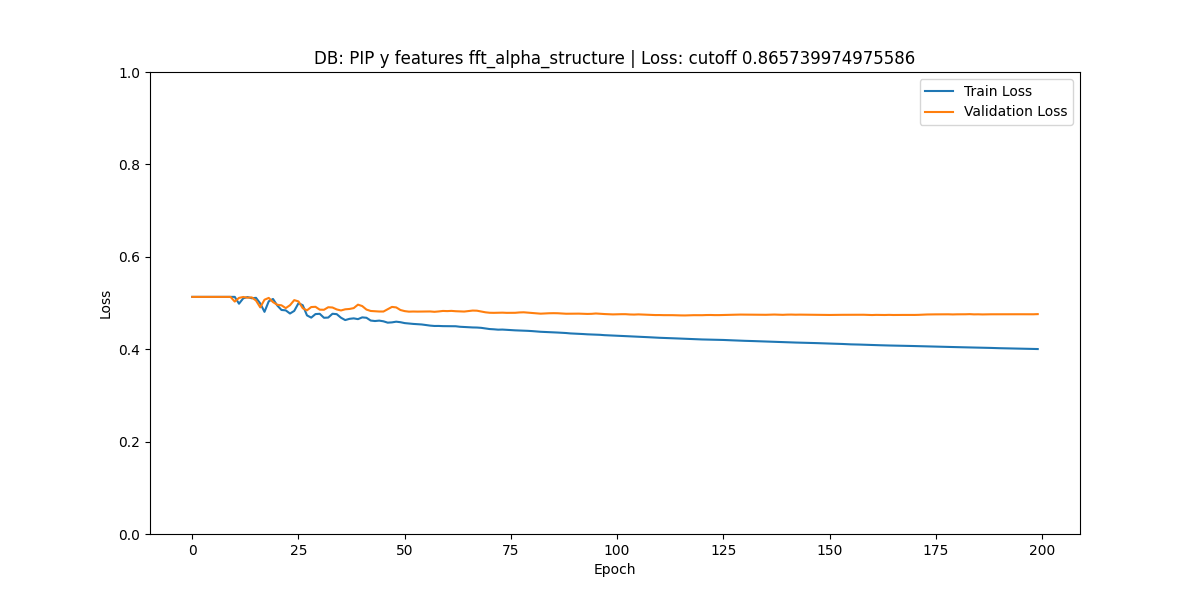 DB: PIP y features fft_alpha_structure | Loss: cutoff 0.865739974975586
Train Loss
Validation Loss
1.0
0.8
0.6
0.4
0.2
0.0
Loss
0 25 50 75 100 125 150 175 200
Epoch